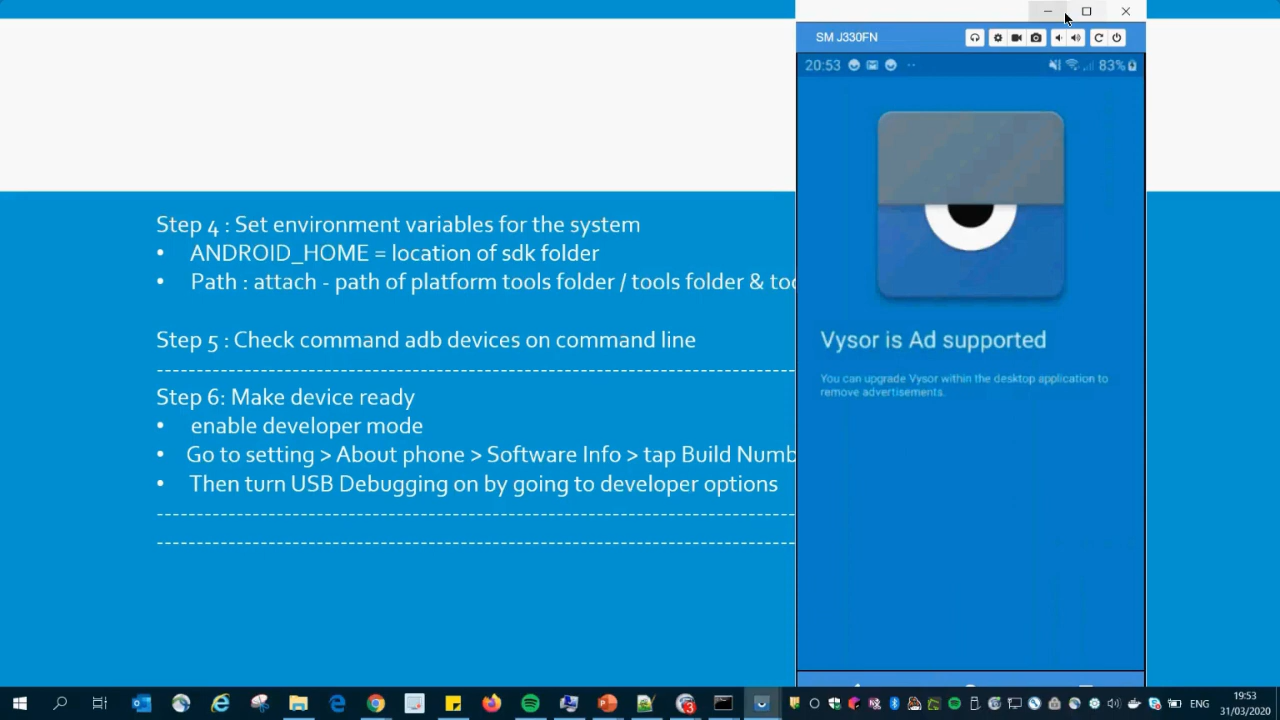 SM J330FN
20:53
83%
Step 4 : Set environment variables for the system
• ANDROID_HOME = location of sdk folder
• Path : attach - path of platform tools folder / tools folder & too
Vysor is Ad supported
Step 5 : Check command adb devices on command line
You can upgrade Vysor within the desktop application to
remove advertisements.
--------------------------------------------------------------------------------
Step 6: Make device ready
• enable developer mode
• Go to setting > About phone > Software Info > tap Build Numb
• Then turn USB Debugging on by going to developer options
--------------------------------------------------------------------------------
--------------------------------------------------------------------------------
3
ENG
19:53
31/03/2020